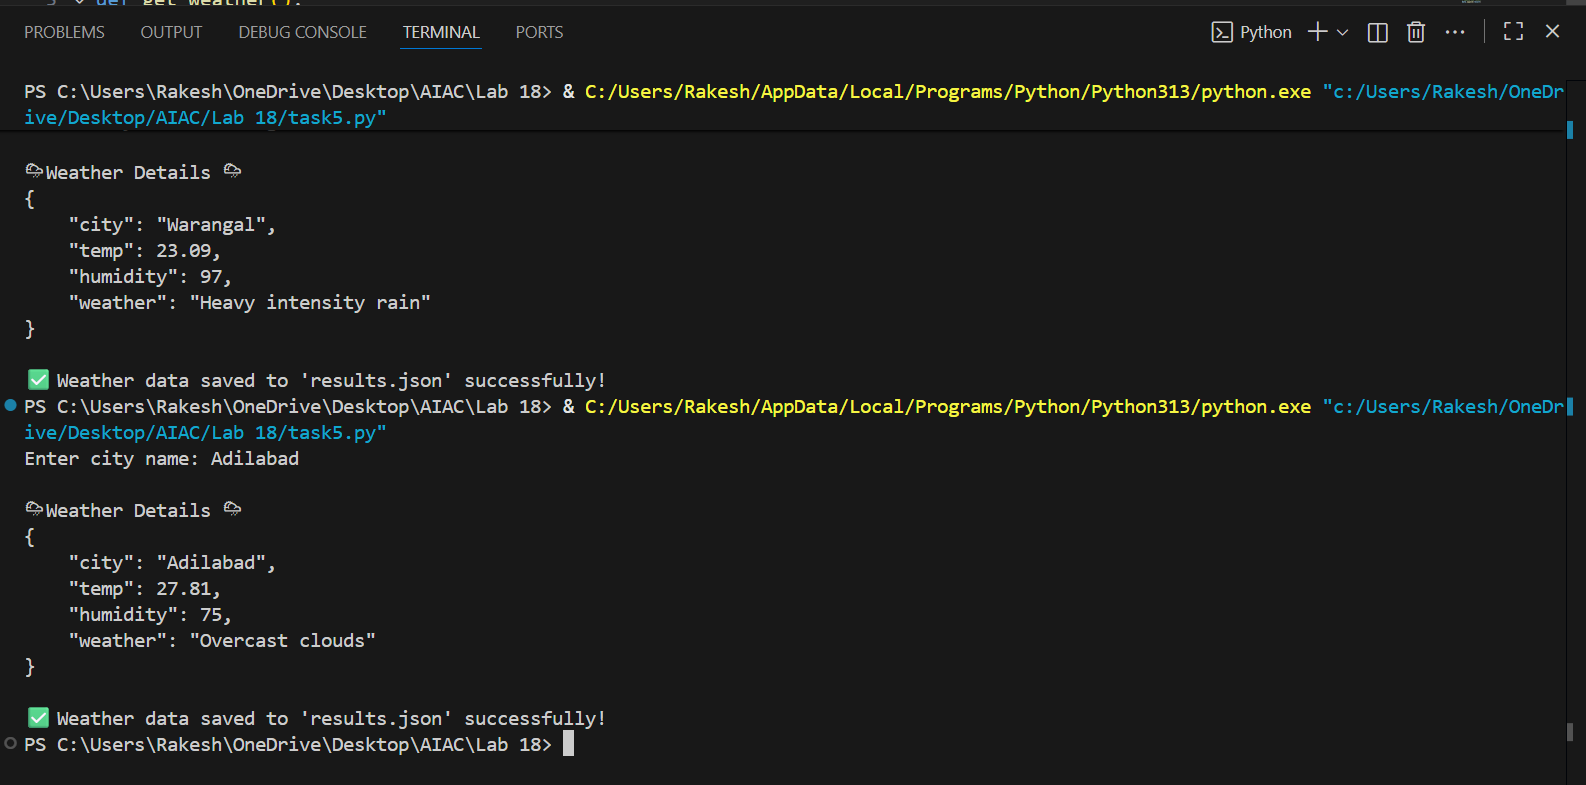 def get_weather():
PROBLEMS OUTPUT DEBUG CONSOLE TERMINAL PORTS Python
PS C:\Users\Rakesh\OneDrive\Desktop\AIAC\Lab 18> & C:/Users/Rakesh/AppData/Local/Programs/Python/Python313/python.exe "c:/Users/Rakesh/OneDr
ive/Desktop/AIAC/Lab 18/task5.py"
🌧Weather Details 🌧
{
    "city": "Warangal",
    "temp": 23.09,
    "humidity": 97,
    "weather": "Heavy intensity rain"
}
✅ Weather data saved to 'results.json' successfully!
PS C:\Users\Rakesh\OneDrive\Desktop\AIAC\Lab 18> & C:/Users/Rakesh/AppData/Local/Programs/Python/Python313/python.exe "c:/Users/Rakesh/OneDr
ive/Desktop/AIAC/Lab 18/task5.py"
Enter city name: Adilabad
🌧Weather Details 🌧
{
    "city": "Adilabad",
    "temp": 27.81,
    "humidity": 75,
    "weather": "Overcast clouds"
}
✅ Weather data saved to 'results.json' successfully!
PS C:\Users\Rakesh\OneDrive\Desktop\AIAC\Lab 18>